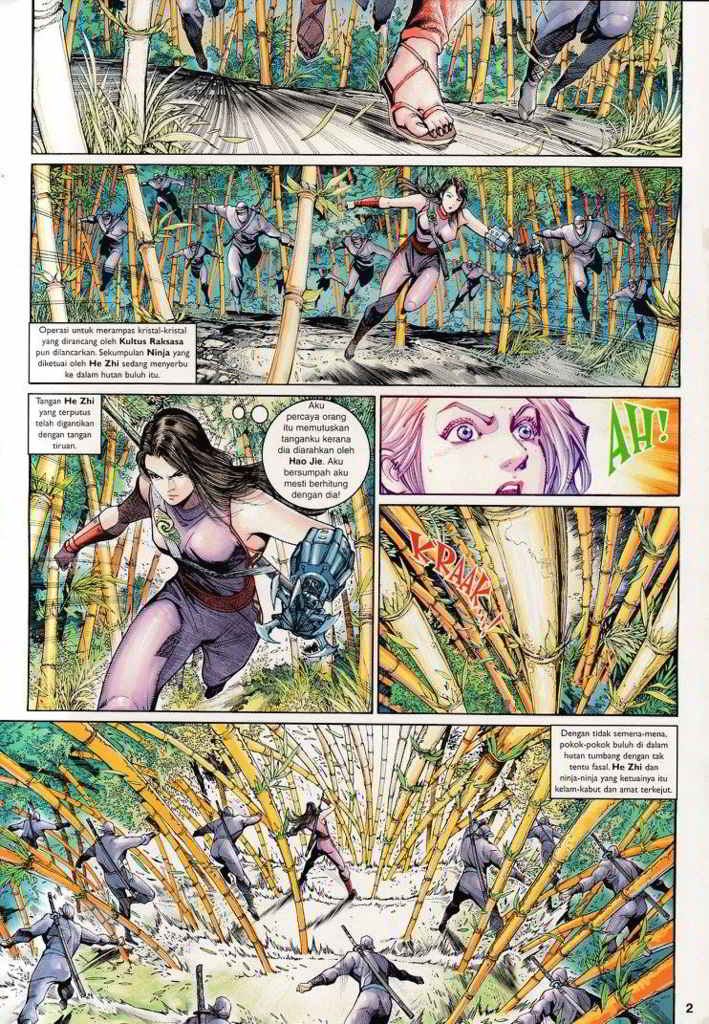 Operasi untuk merampas kristal-kristal
yang dirancang oleh Kultus Raksasa
pun dilancarkan. Sekumpulan Ninja yang
diketuai oleh He Zhi sedang menyerbu
ke dalam hutan buluh itu.
Tangan He Zhi
yang terputus
telah digantikan
dengan tangan
tiruan.
Aku
percaya orang
itu memutuskan
tanganku kerana
dia diarahkan oleh
Hao Jie. Aku
bersumpah aku
mesti berhitung
dengan dia!
AH!
KRAAK!
Dengan tidak semena-mena,
pokok-pokok buluh di dalam
hutan tumbang dengan tak
tentu fasal. He Zhi dan
ninja-ninja yang ketuainya itu
kelam-kabut dan amat terkejut.
2